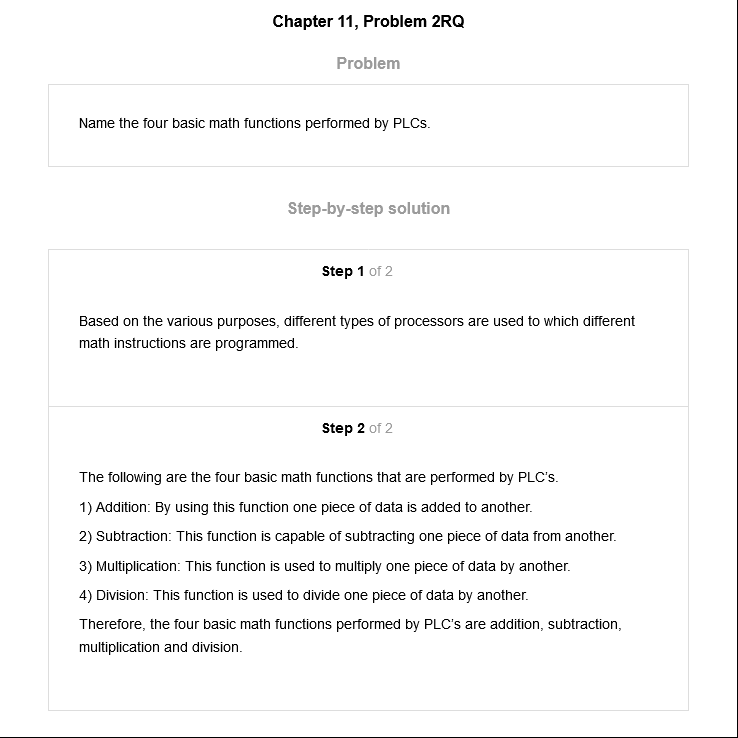 Chapter 11, Problem 2RQ
Problem
Name the four basic math functions performed by PLCs.
Step-by-step solution
Step 1 of 2
Based on the various purposes, different types of processors are used to which different
math instructions are programmed.
Step 2 of 2
The following are the four basic math functions that are performed by PLC's.
1) Addition: By using this function one piece of data is added to another.
2) Subtraction: This function is capable of subtracting one piece of data from another.
3) Multiplication: This function is used to multiply one piece of data by another.
4) Division: This function is used to divide one piece of data by another.
Therefore, the four basic math functions performed by PLC's are addition, subtraction,
multiplication and division.